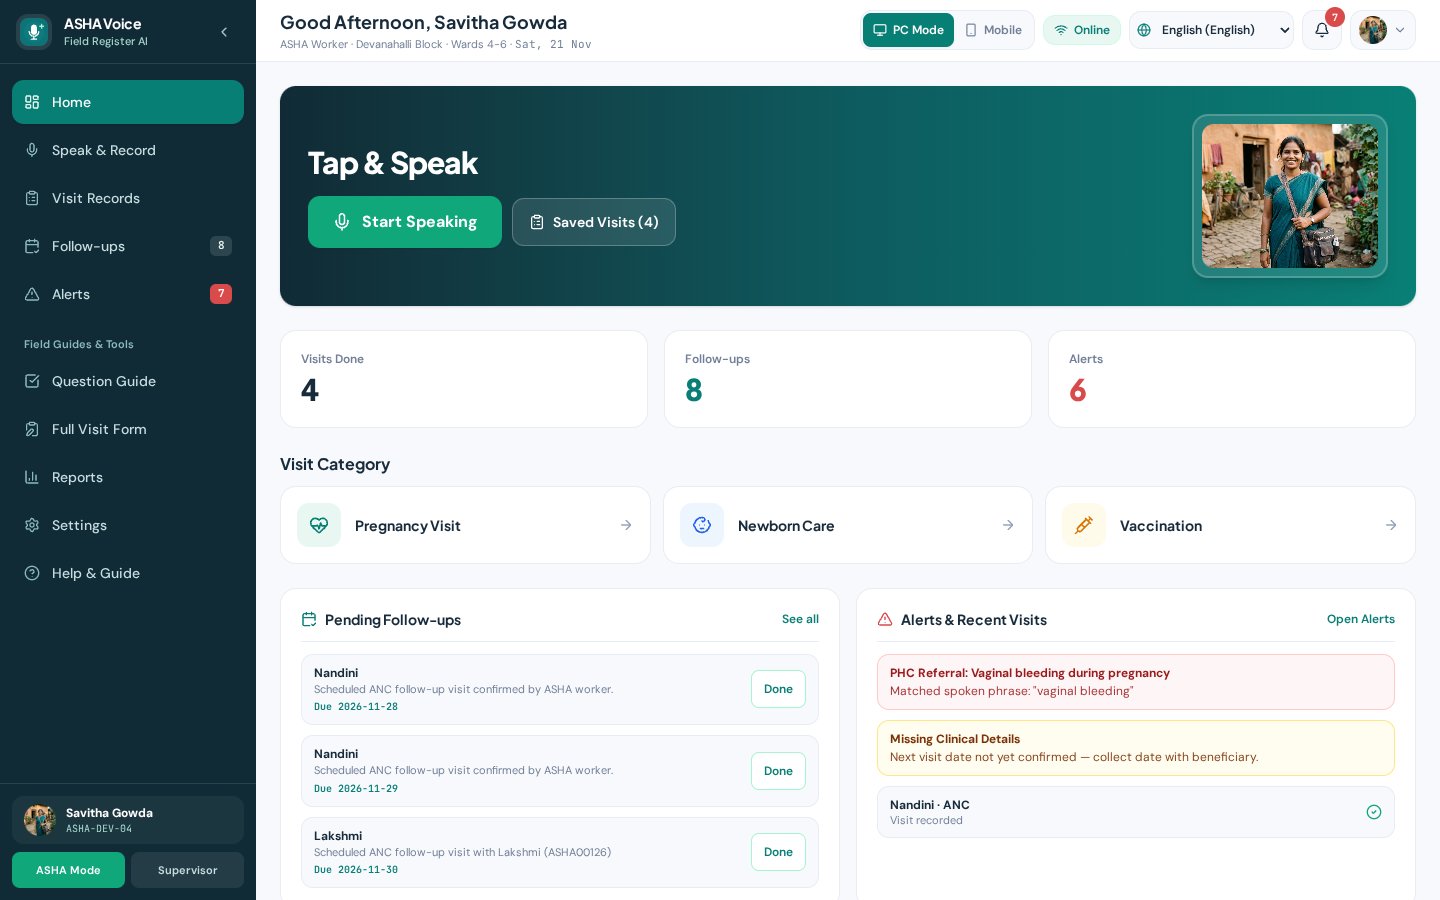 ASHA Voice
Field Register AI
Home
Speak & Record
Visit Records
Follow-ups 8
Alerts 7
Field Guides & Tools
Question Guide
Full Visit Form
Reports
Settings
Help & Guide
Savitha Gowda
ASHA-DEV-04
ASHA Mode Supervisor
Good Afternoon, Savitha Gowda
ASHA Worker · Devanahalli Block · Wards 4-6 · Sat, 21 Nov
PC Mode Mobile Online English (English) 7
Tap & Speak
Start Speaking Saved Visits (4)
Visits Done
4
Follow-ups
8
Alerts
6
Visit Category
Pregnancy Visit
Newborn Care
Vaccination
Pending Follow-ups See all
Nandini
Scheduled ANC follow-up visit confirmed by ASHA worker.
Due 2026-11-28
Done
Nandini
Scheduled ANC follow-up visit confirmed by ASHA worker.
Due 2026-11-29
Done
Lakshmi
Scheduled ANC follow-up visit with Lakshmi (ASHA00126)
Due 2026-11-30
Done
Alerts & Recent Visits Open Alerts
PHC Referral: Vaginal bleeding during pregnancy
Matched spoken phrase: "vaginal bleeding"
Missing Clinical Details
Next visit date not yet confirmed — collect date with beneficiary.
Nandini · ANC
Visit recorded